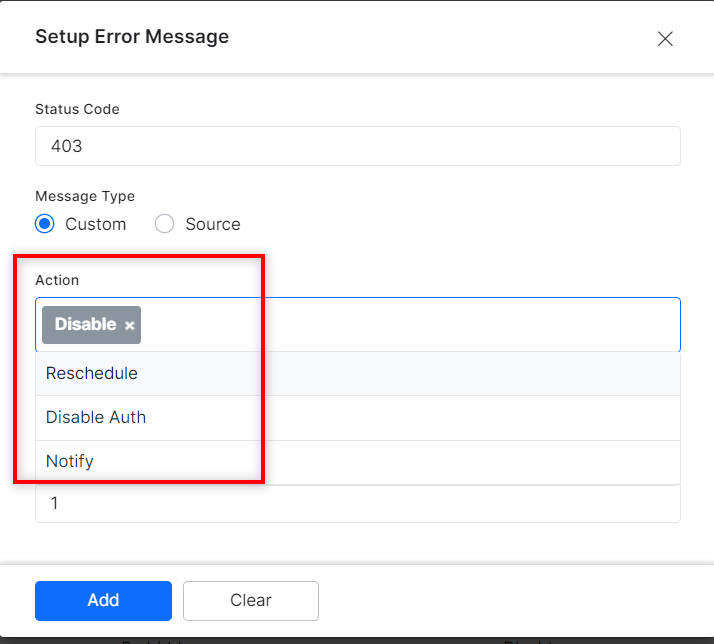 Setup Error Message
Status Code
403
Message Type
Custom Source
Action
Disable ×
Reschedule
Disable Auth
Notify
1
Add Clear